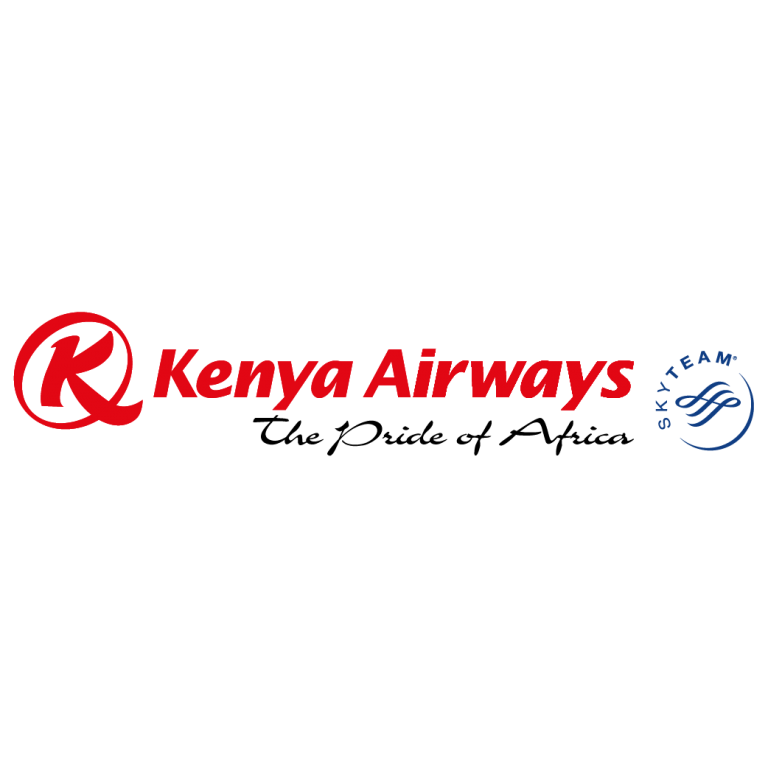 K
Kenya Airways
The Pride of Africa
SKYTEAM®